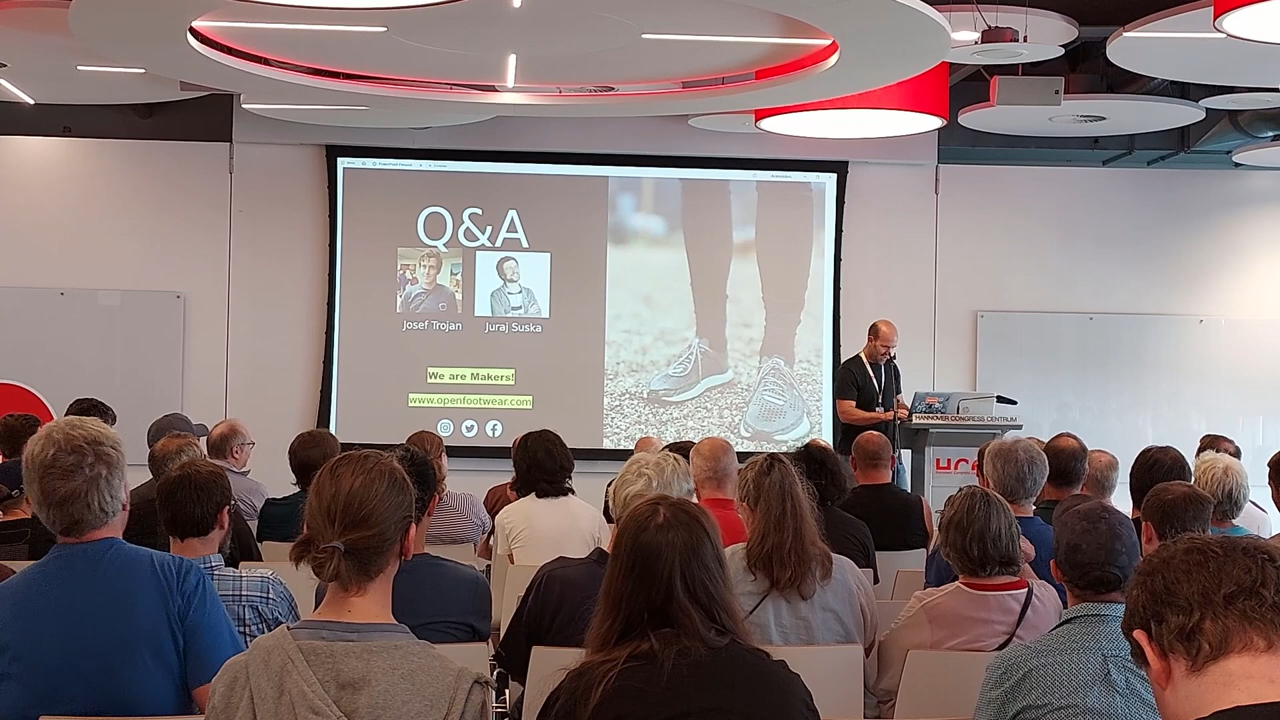 Q&A
Josef Trojan
Juraj Suska
We are Makers!
www.openfootwear.com
HANNOVER CONGRESS CENTRUM